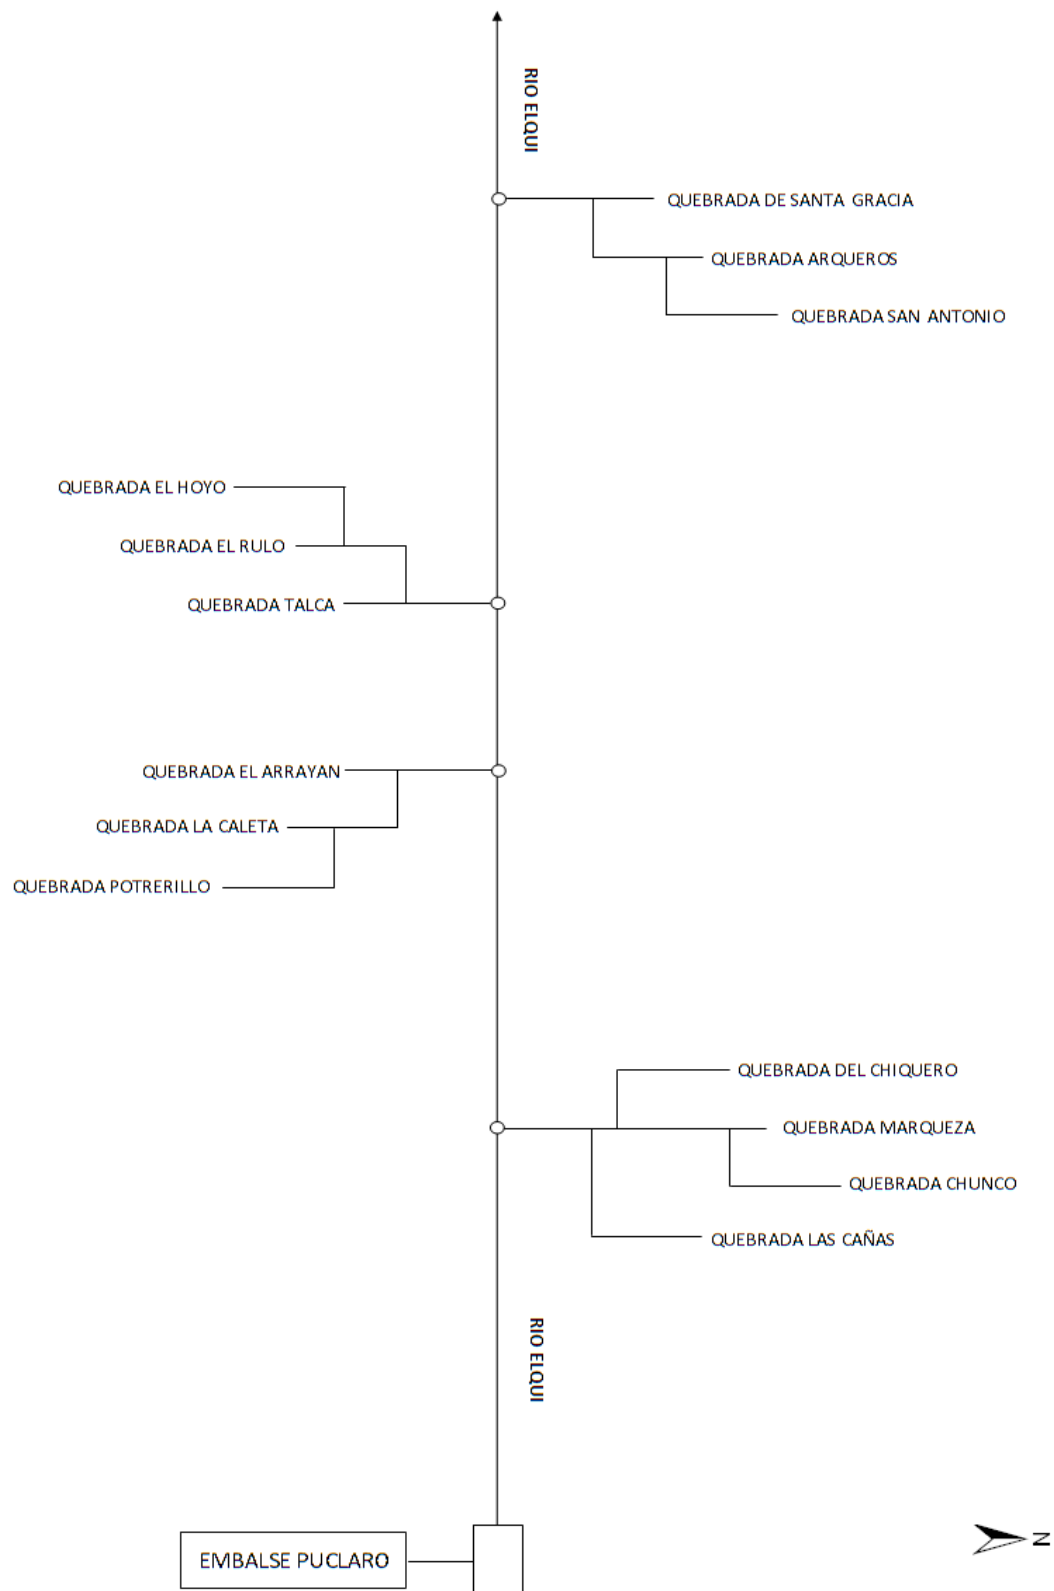 RIO ELQUI
QUEBRADA DE SANTA GRACIA
QUEBRADA ARQUEROS
QUEBRADA SAN ANTONIO
QUEBRADA EL HOYO
QUEBRADA EL RULO
QUEBRADA TALCA
QUEBRADA EL ARRAYAN
QUEBRADA LA CALETA
QUEBRADA POTRERILLO
QUEBRADA DEL CHIQUERO
QUEBRADA MARQUEZA
QUEBRADA CHUNCO
QUEBRADA LAS CAÑAS
RIO ELQUI
EMBALSE PUCLARO
N